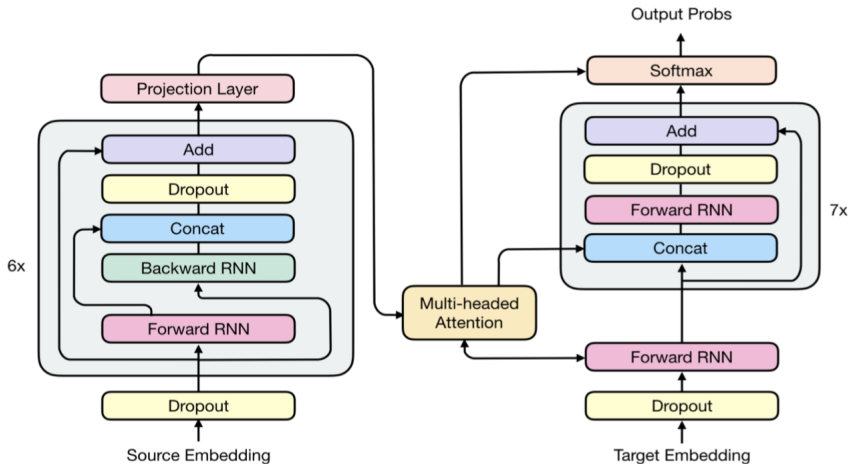 Output Probs
Projection Layer
Softmax
Add
Dropout
Concat
Backward RNN
Forward RNN
6x
Dropout
Source Embedding
Multi-headed
Attention
Add
Dropout
Forward RNN
Concat
7x
Forward RNN
Dropout
Target Embedding